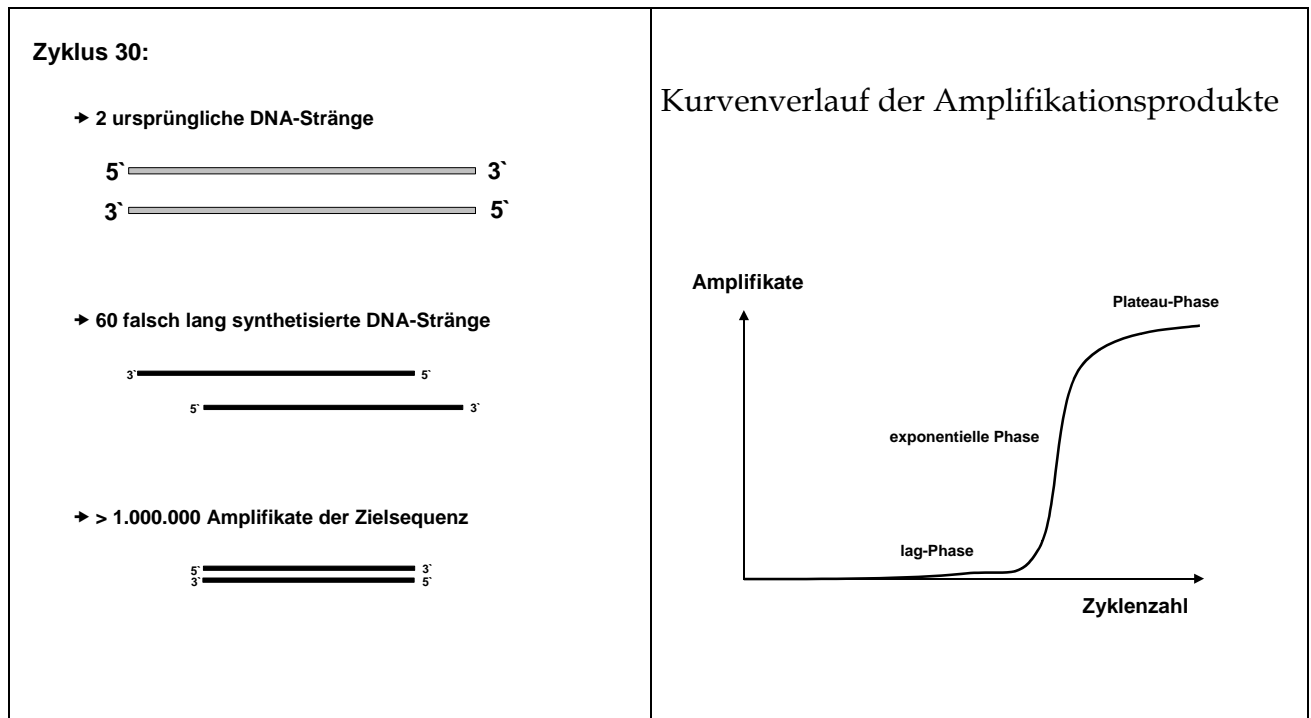 Zyklus 30:
➔ 2 ursprüngliche DNA-Stränge
5` 3`
3` 5`
➔ 60 falsch lang synthetisierte DNA-Stränge
3` 5`
5` 3`
➔ > 1.000.000 Amplifikate der Zielsequenz
5` 3`
3` 5`
Kurvenverlauf der Amplifikationsprodukte
Amplifikate
Plateau-Phase
exponentielle Phase
lag-Phase
Zyklenzahl